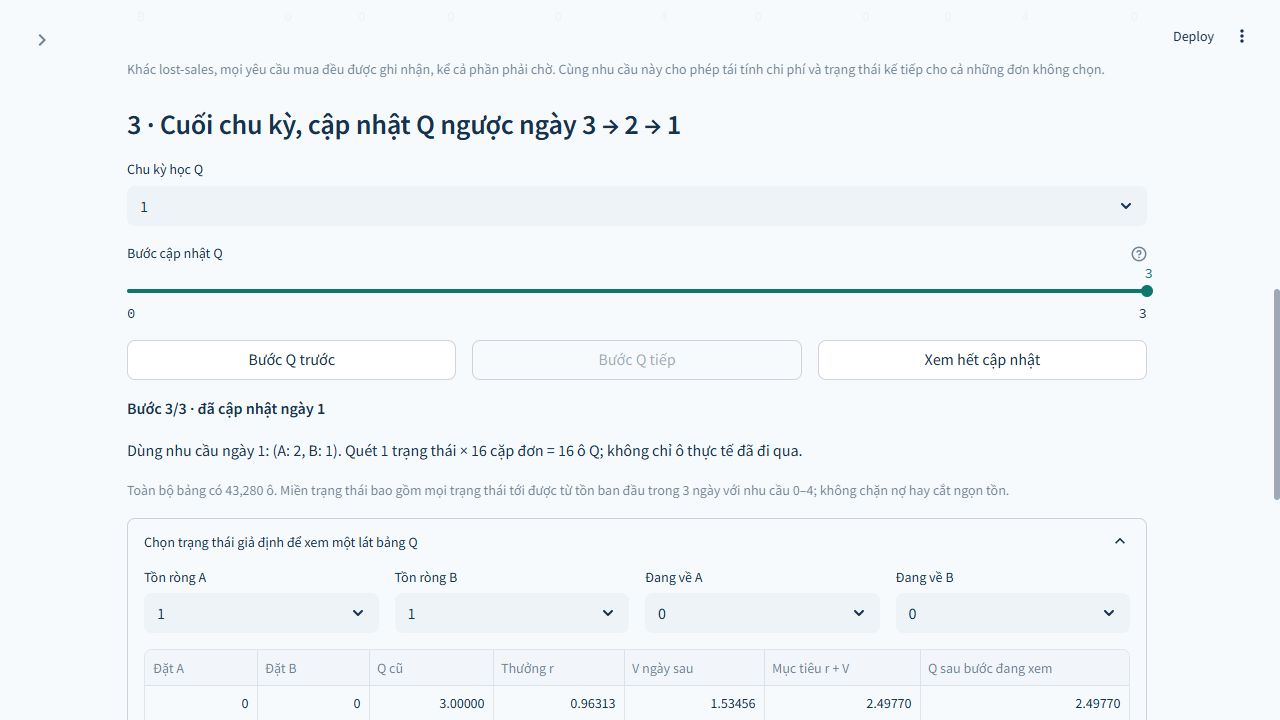 Deploy
Khác lost-sales, mọi yêu cầu mua đều được ghi nhận, kể cả phần phải chờ. Cùng nhu cầu này cho phép tái tính chi phí và trạng thái kế tiếp cho cả những đơn không chọn.
3 · Cuối chu kỳ, cập nhật Q ngược ngày 3 → 2 → 1
Chu kỳ học Q
1
Bước cập nhật Q
3
0 3
Bước Q trước Bước Q tiếp Xem hết cập nhật
Bước 3/3 · đã cập nhật ngày 1
Dùng nhu cầu ngày 1: (A: 2, B: 1). Quét 1 trạng thái × 16 cặp đơn = 16 ô Q; không chỉ ô thực tế đã đi qua.
Toàn bộ bảng có 43,280 ô. Miền trạng thái bao gồm mọi trạng thái tới được từ tồn ban đầu trong 3 ngày với nhu cầu 0–4; không chặn nợ hay cắt ngọn tồn.
Chọn trạng thái giả định để xem một lát bảng Q
Tồn ròng A Tồn ròng B Đang về A Đang về B
1 1 0 0
Đặt A Đặt B Q cũ Thưởng r V ngày sau Mục tiêu r + V Q sau bước đang xem
0 0 3.00000 0.96313 1.53456 2.49770 2.49770